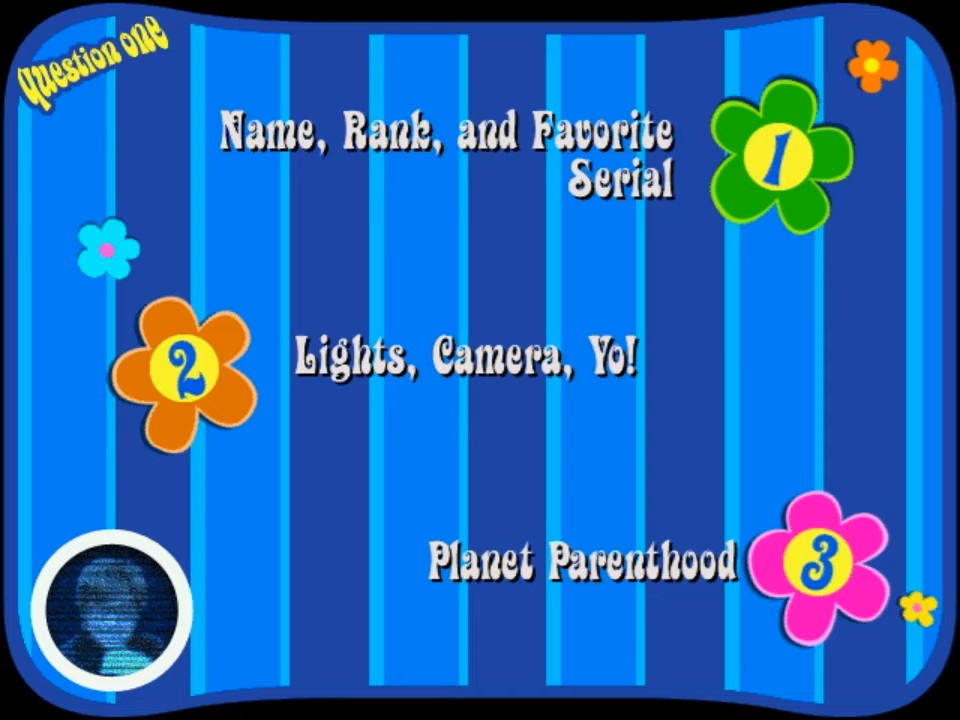 Question one
Name, Rank, and Favorite
Serial
1
2
Lights, Camera, Yo!
Planet Parenthood
3